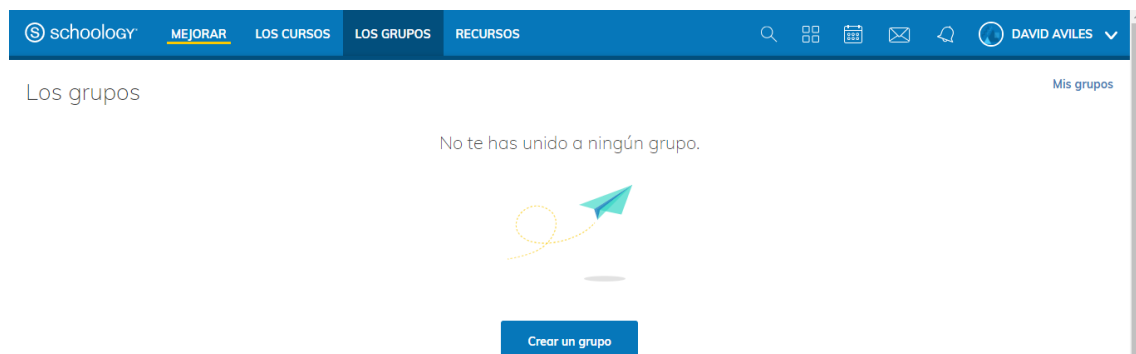 S schoology MEJORAR LOS CURSOS LOS GRUPOS RECURSOS DAVID AVILES
Los grupos
Mis grupos
No te has unido a ningún grupo.
Crear un grupo